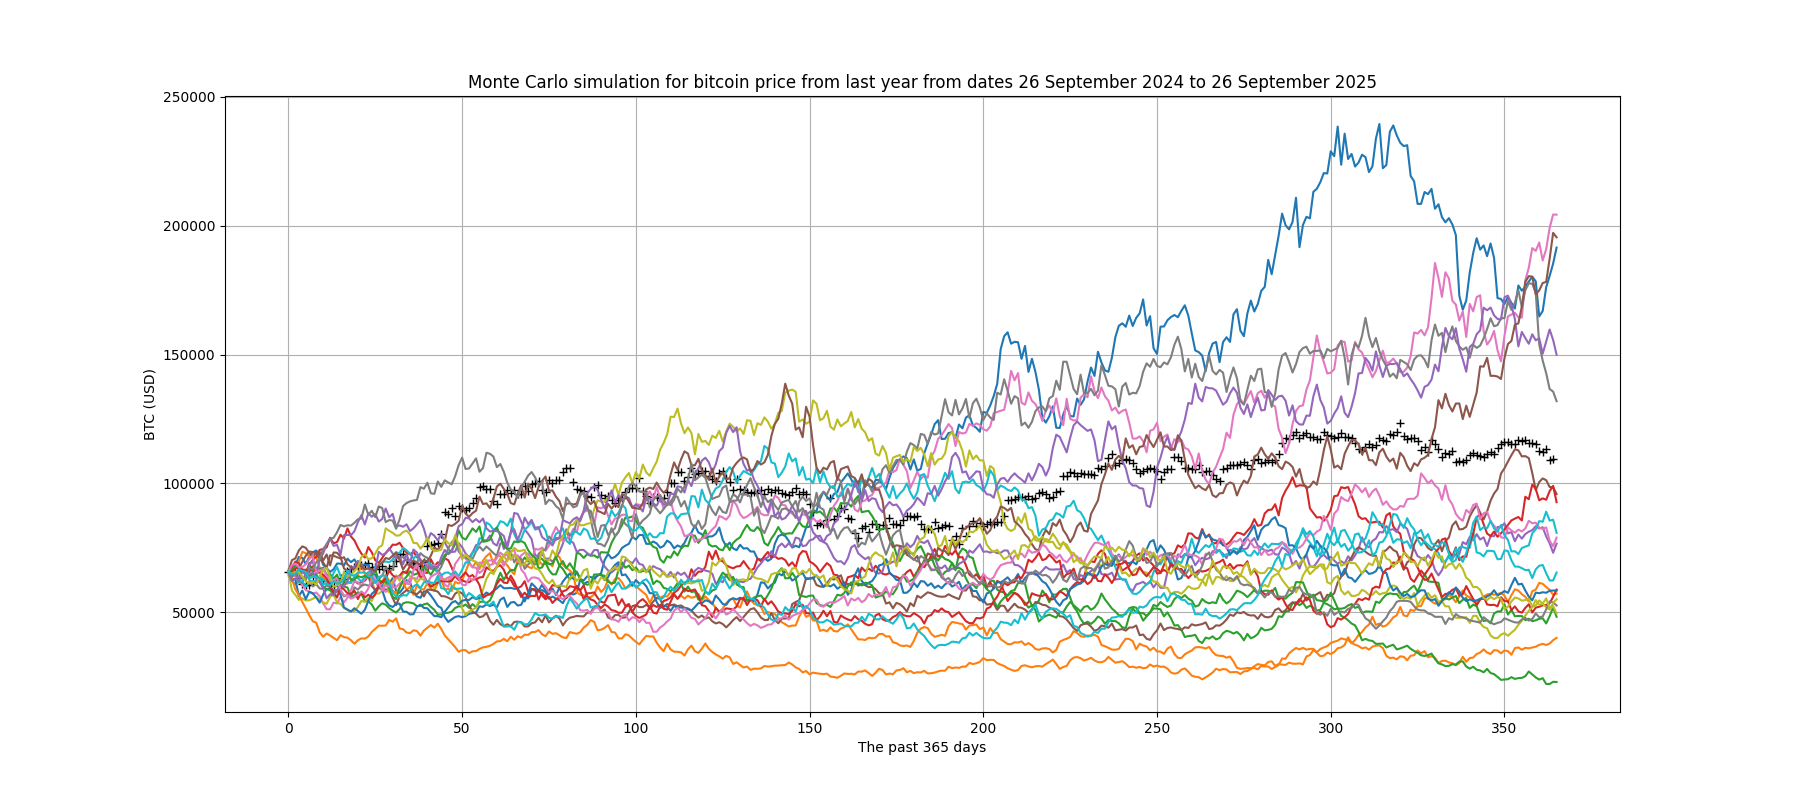 Monte Carlo simulation for bitcoin price from last year from dates 26 September 2024 to 26 September 2025
250000
200000
150000
100000
50000
BTC (USD)
0 50 100 150 200 250 300 350
The past 365 days